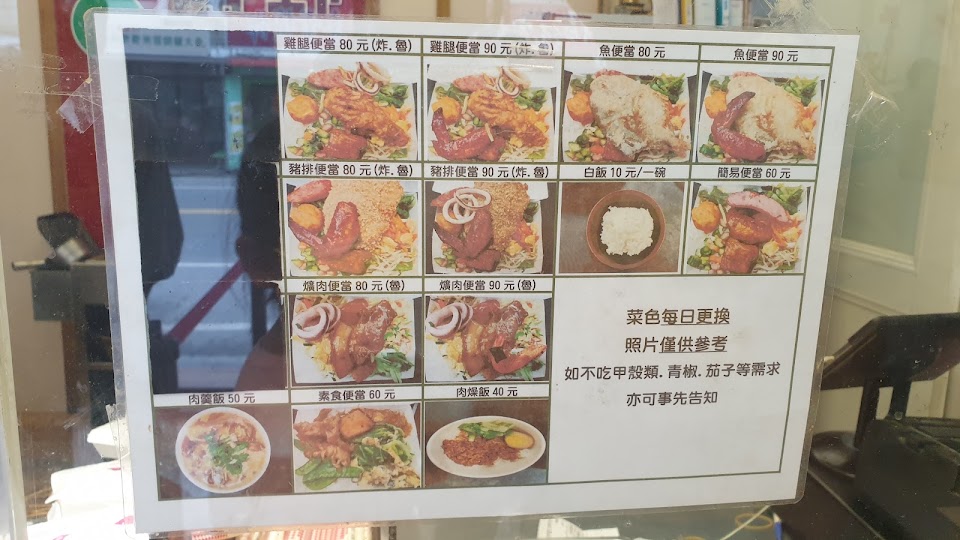 雞腿便當 80 元 (炸. 魯)
雞腿便當 90 元 (炸. 魯)
魚便當 80 元
魚便當 90 元
豬排便當 80 元 (炸. 魯)
豬排便當 90 元 (炸. 魯)
白飯 10 元/一碗
簡易便當 60 元
爌肉便當 80 元 (魯)
爌肉便當 90 元 (魯)
菜色每日更換
照片僅供參考
如不吃甲殼類. 青椒. 茄子等需求
亦可事先告知
肉羹飯 50 元
素食便當 60 元
肉燥飯 40 元